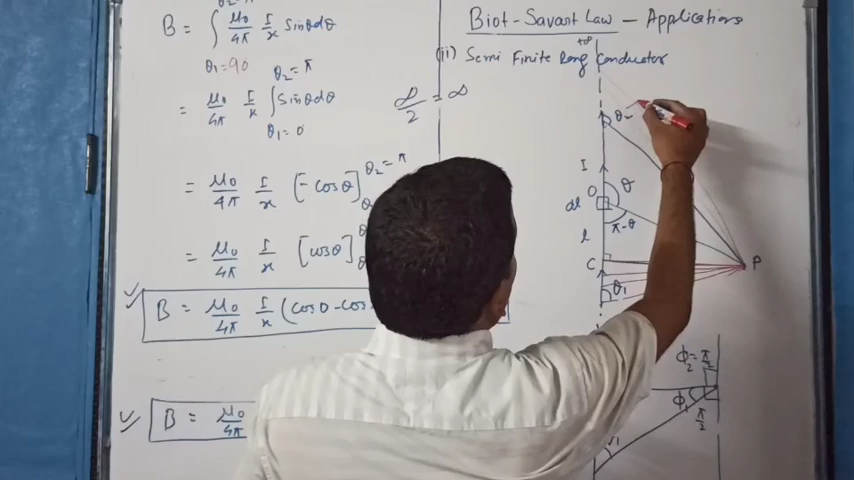 θ₂=π
B = ∫ μ₀/4π I/x sinθdθ
θ₁=90
θ₂=π
= μ₀/4π I/x ∫ sinθdθ
θ₁=0
= μ₀/4π I/x [-cosθ] θ₂=π
= μ₀/4π I/x [cosθ]
B = μ₀/4π I/x (cos0-cos
B = μ₀/4π
∞/2 = ∞
Biot-Savart Law - Applications
(ii) Semi Finite Long Conductor
+∞
θ₂
I
O
θ
dl
π-θ
l
C
P
θ₁
ϕ₂=π/2
ϕ₁
π/2